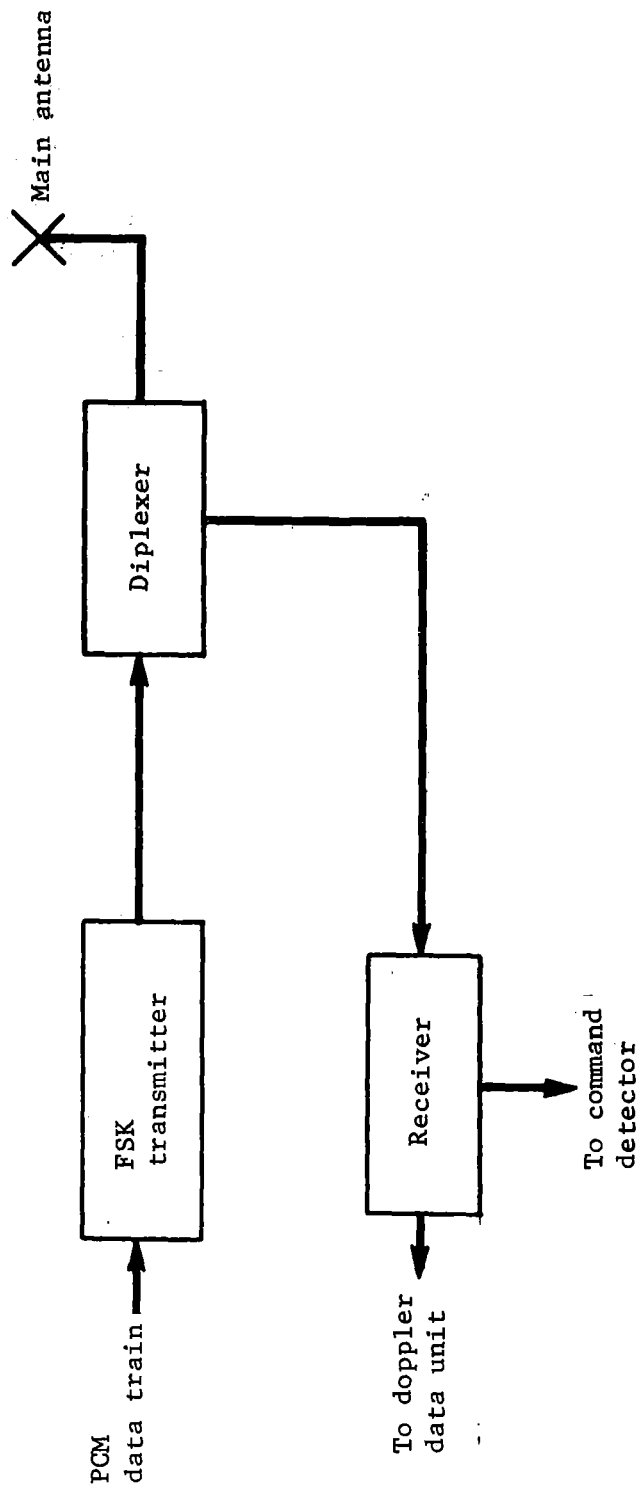 Main antenna
Diplexer
FSK
transmitter
PCM
data train
Receiver
To doppler
data unit
To command
detector